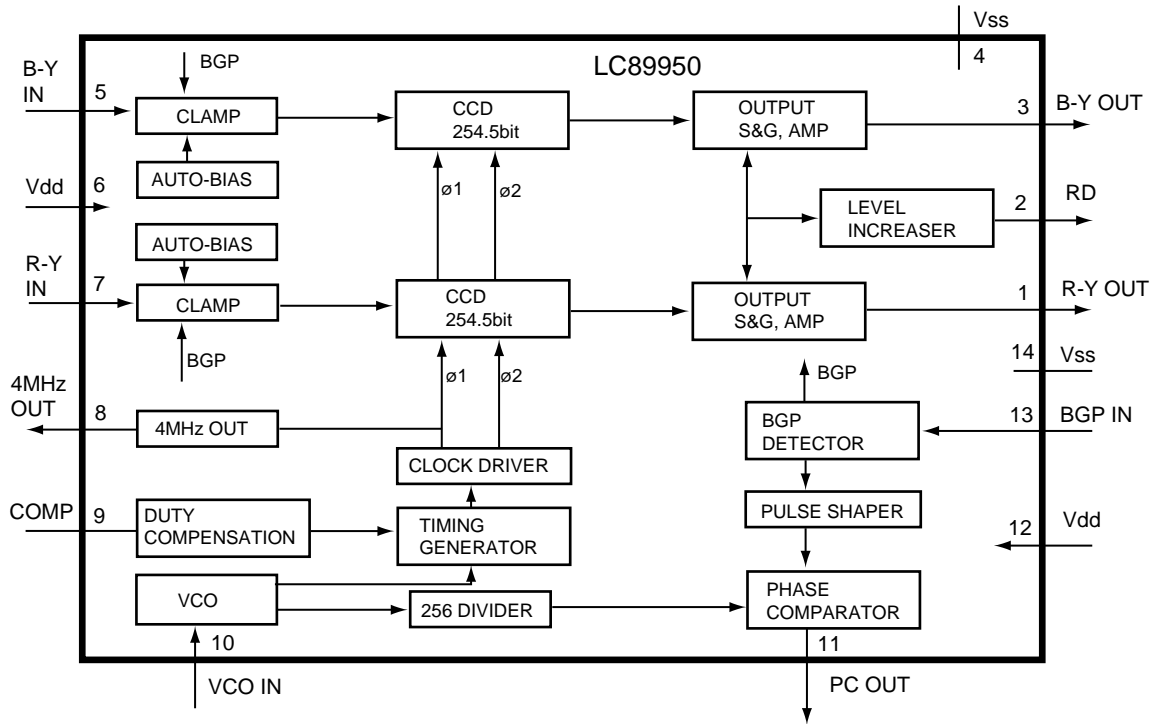 Vss
4
LC89950
B-Y
IN
5
BGP
CLAMP
CCD
254.5bit
OUTPUT
S&G, AMP
3
B-Y OUT
AUTO-BIAS
Vdd
6
ø1
ø2
LEVEL
INCREASER
2
RD
AUTO-BIAS
R-Y
IN
7
CLAMP
CCD
254.5bit
OUTPUT
S&G, AMP
1
R-Y OUT
BGP
ø1
ø2
BGP
14
Vss
4MHz
OUT
8
4MHz OUT
BGP
DETECTOR
13
BGP IN
CLOCK DRIVER
COMP
9
DUTY
COMPENSATION
TIMING
GENERATOR
PULSE SHAPER
12
Vdd
VCO
256 DIVIDER
PHASE
COMPARATOR
10
11
VCO IN
PC OUT